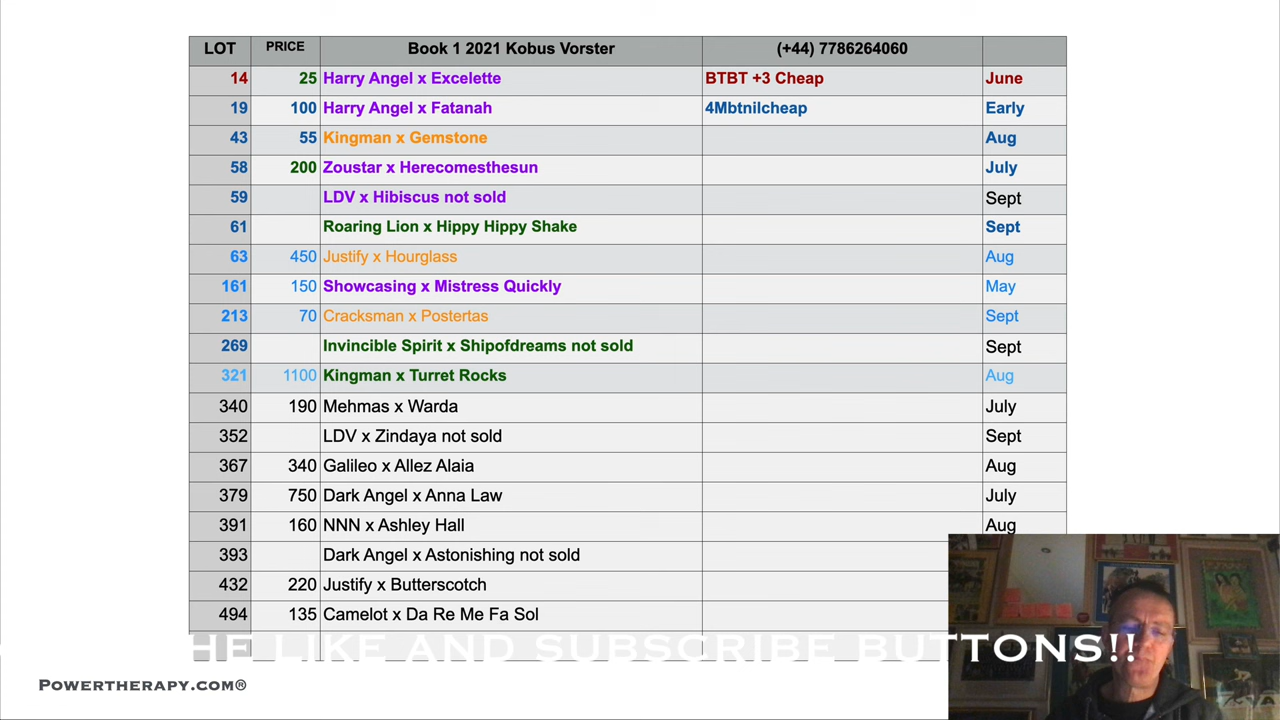 LOT PRICE Book 1 2021 Kobus Vorster (+44) 7786264060
14 25 Harry Angel x Excelette BTBT +3 Cheap June
19 100 Harry Angel x Fatanah 4Mbtnilcheap Early
43 55 Kingman x Gemstone Aug
58 200 Zoustar x Herecomesthesun July
59 LDV x Hibiscus not sold Sept
61 Roaring Lion x Hippy Hippy Shake Sept
63 450 Justify x Hourglass Aug
161 150 Showcasing x Mistress Quickly May
213 70 Cracksman x Postertas Sept
269 Invincible Spirit x Shipofdreams not sold Sept
321 1100 Kingman x Turret Rocks Aug
340 190 Mehmas x Warda July
352 LDV x Zindaya not sold Sept
367 340 Galileo x Allez Alaia Aug
379 750 Dark Angel x Anna Law July
391 160 NNN x Ashley Hall Aug
393 Dark Angel x Astonishing not sold
432 220 Justify x Butterscotch
494 135 Camelot x Da Re Me Fa Sol
HE LIKE AND SUBSCRIBE BUTTONS!!
POWERTHERAPY.COM®